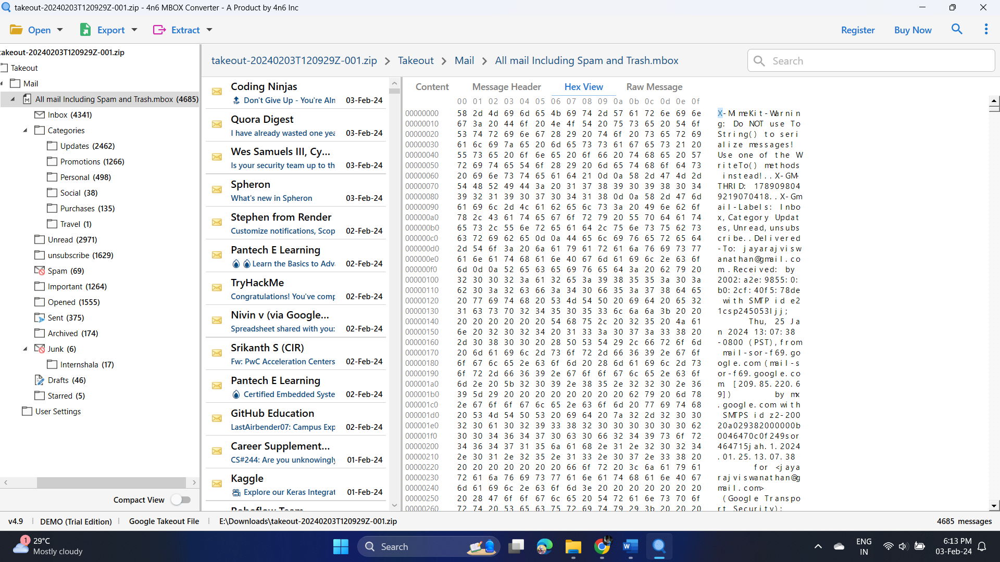 takeout-20240203T120929Z-001.zip - 4n6 MBOX Converter - A Product by 4n6 Inc
Open
Export
Extract
Register
Buy Now
takeout-20240203T120929Z-001.zip
Takeout
Mail
All mail Including Spam and Trash.mbox (4685)
Inbox (4341)
Categories
Updates (2462)
Promotions (1266)
Personal (498)
Social (38)
Purchases (135)
Travel (1)
Unread (2971)
unsubscribe (1629)
Spam (69)
Important (1264)
Opened (1555)
Sent (375)
Archived (174)
Junk (6)
Internshala (17)
Drafts (46)
Starred (5)
User Settings
Compact View
takeout-20240203T120929Z-001.zip > Takeout > Mail > All mail Including Spam and Trash.mbox
Search
Coding Ninjas
Don't Give Up - You're Aln 03-Feb-24
Quora Digest
I have already wasted one yea 03-Feb-24
Wes Samuels III, Cy...
Is your security team up to th 03-Feb-24
Spheron
What's new in Spheron 03-Feb-24
Stephen from Render
Customize notifications, Scop 02-Feb-24
Pantech E Learning
Learn the Basics to Adv 02-Feb-24
TryHackMe
Congratulations! You've comp 02-Feb-24
Nivin v (via Google...
Spreadsheet shared with you: 02-Feb-24
Srikanth S (CIR)
Fw: PwC Acceleration Centers 02-Feb-24
Pantech E Learning
Certified Embedded Syste 02-Feb-24
GitHub Education
LastAirbender07: Campus Exp 02-Feb-24
Career Supplement...
CS#244: Are you unknowingly 01-Feb-24
Kaggle
Explore our Keras Integrat 01-Feb-24
Roboflow Team
Content Message Header Hex View Raw Message
00 01 02 03 04 05 06 07 08 09 0a 0b 0c 0d 0e 0f
00000000 58 2d 4d 69 6d 65 4b 69 74 2d 57 61 72 6e 69 6e X-MimeKit-Warnin
00000010 67 3a 20 44 6f 20 4e 4f 54 20 75 73 65 20 54 6f g: Do NOT use To
00000020 53 74 72 69 6e 67 28 29 20 74 6f 20 73 65 72 69 String() to seri
00000030 61 6c 69 7a 65 20 6d 65 73 73 61 67 65 73 21 20 alize messages!
00000040 55 73 65 20 6f 6e 65 20 6f 66 20 74 68 65 20 57 Use one of the W
00000050 72 69 74 65 54 6f 28 29 20 6d 65 74 68 6f 64 73 riteTo() methods
00000060 20 69 6e 73 74 65 61 64 21 0d 0a 58 2d 47 4d 2d instead!..X-GM-
00000070 54 48 52 49 44 3a 20 31 37 38 39 30 39 38 30 34 THRID: 178909804
00000080 39 32 31 39 30 37 30 34 31 38 0d 0a 58 2d 47 6d 9219070418..X-Gm
00000090 61 69 6c 2d 4c 61 62 65 6c 73 3a 20 49 6e 62 6f ail-Labels: Inbo
000000a0 78 2c 43 61 74 65 67 6f 72 79 20 55 70 64 61 74 x,Category Updat
000000b0 65 73 2c 55 6e 72 65 61 64 2c 75 6e 73 75 62 73 es,Unread,unsubs
000000c0 63 72 69 62 65 0d 0a 44 65 6c 69 76 65 72 65 64 cribe..Delivered
000000d0 2d 54 6f 3a 20 6a 61 79 61 72 61 6a 76 69 73 77 -To: jayarajvisw
000000e0 61 6e 61 74 68 61 6e 40 67 6d 61 69 6c 2e 63 6f anathan@gmail.co
000000f0 6d 0d 0a 52 65 63 65 69 76 65 64 3a 20 62 79 20 m.Received: by
00000100 32 30 30 32 3a 61 32 65 3a 39 38 35 35 3a 30 3a 2002:a2e:9855:0:
00000110 62 30 3a 32 63 66 3a 34 30 66 35 3a 37 38 64 65 b0:2cf:40f5:78de
00000120 20 77 69 74 68 20 53 4d 54 50 20 69 64 20 65 32 with SMTP id e2
00000130 31 63 73 70 32 34 35 30 35 33 6c 6a 6a 3b 20 20 1csp245053ljj;
00000140 20 20 20 20 20 20 54 68 75 2c 20 32 35 20 4a 61 Thu, 25 Ja
00000150 6e 20 32 30 32 34 20 31 33 3a 30 37 3a 33 38 20 n 2024 13:07:38
00000160 2d 30 38 30 30 20 28 50 53 54 29 2c 66 72 6f 6d -0800 (PST),from
00000170 20 6d 61 69 6c 2d 73 6f 72 2d 66 36 39 2e 67 6f mail-sor-f69.go
00000180 6f 67 6c 65 2e 63 6f 6d 20 28 6d 61 69 6c 2d 73 ogle.com (mail-s
00000190 6f 72 2d 66 36 39 2e 67 6f 6f 67 6c 65 2e 63 6f or-f69.google.co
000001a0 6d 2e 20 5b 32 30 39 2e 38 35 2e 32 32 30 2e 36 m [209.85.220.6
000001b0 39 5d 29 20 20 20 20 20 20 20 20 62 79 20 6d 78 9]) by mx
000001c0 2e 67 6f 6f 67 6c 65 2e 63 6f 6d 20 77 69 74 68 .google.com with
000001d0 20 53 4d 54 50 53 20 69 64 20 7a 32 2d 32 30 30 SMTPS id z2-200
000001e0 32 30 61 30 32 39 33 38 32 30 30 30 30 30 30 62 20a029382000000b
000001f0 30 30 34 36 34 37 30 63 30 66 32 34 39 73 6f 72 0046470c0f249sor
00000200 34 36 34 37 31 35 6a 61 68 2e 31 2e 32 30 32 34 464715jah.1.2024
00000210 2e 30 31 2e 32 35 2e 31 33 2e 30 37 2e 33 38 20 .01.25.13.07.38
00000220 20 20 20 20 20 20 20 66 6f 72 20 3c 6a 61 79 61 for <jaya
00000230 72 61 6a 76 69 73 77 61 6e 61 74 68 61 6e 40 67 rajviswanathan@g
00000240 6d 61 69 6c 2e 63 6f 6d 3e 20 20 20 20 20 20 20 mail.com>
00000250 20 28 47 6f 6f 67 6c 65 20 54 72 61 6e 73 70 6f (Google Transpo
00000260 72 74 20 53 65 63 75 72 69 74 79 29 3b 20 20 20 rt Security);
v4.9 DEMO (Trial Edition) Google Takeout File E:\Downloads\takeout-20240203T120929Z-001.zip 4685 messages
1
29°C
Mostly cloudy
Search
ENG
IN
6:13 PM
03-Feb-24